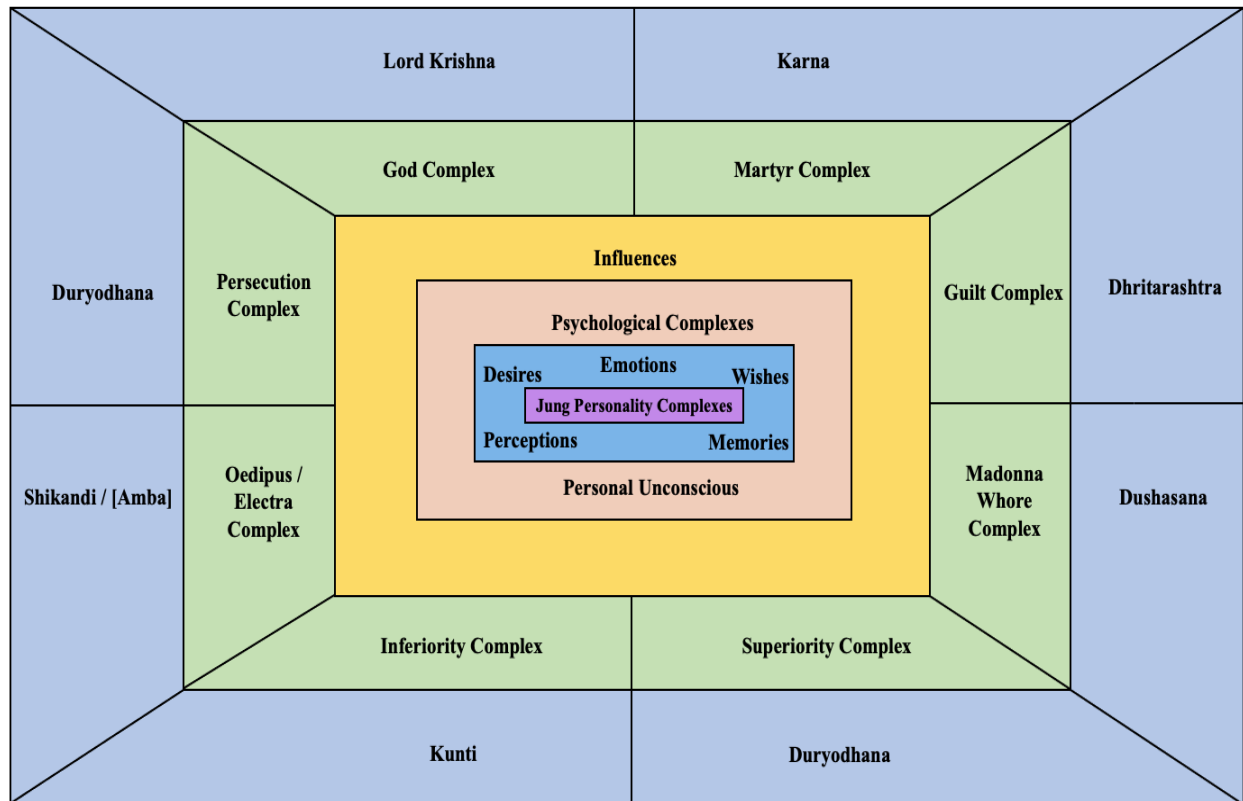 Lord Krishna
Karna
God Complex
Martyr Complex
Influences
Duryodhana
Persecution
Complex
Guilt Complex
Dhritarashtra
Psychological Complexes
Emotions
Desires
Wishes
Jung Personality Complexes
Perceptions
Memories
Personal Unconscious
Shikandi / [Amba]
Oedipus /
Electra
Complex
Madonna
Whore
Complex
Dushasana
Inferiority Complex
Superiority Complex
Kunti
Duryodhana